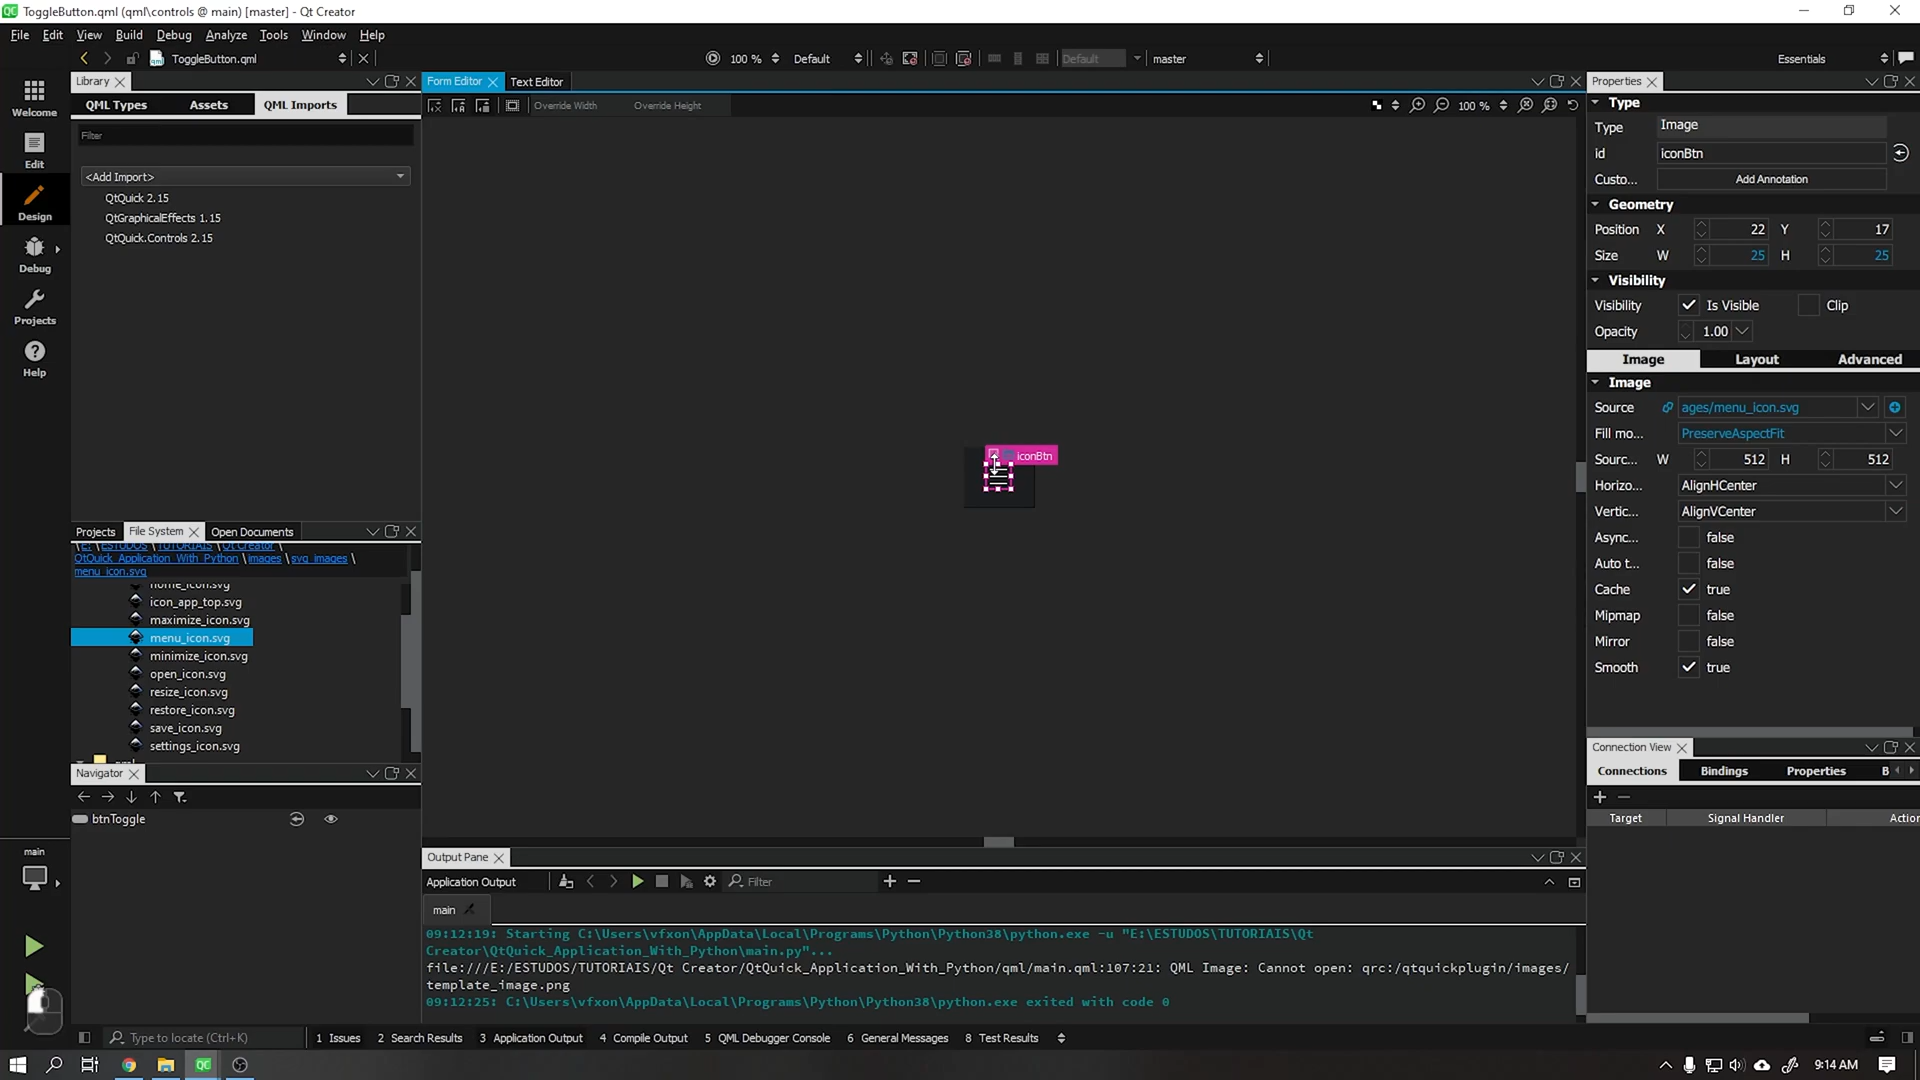 ToggleButton.qml (qml\controls @ main) [master] - Qt Creator
File Edit View Build Debug Analyze Tools Window Help
ToggleButton.qml 100 % Default Default master Essentials
Library Form Editor Text Editor Properties
QML Types Assets QML Imports
Override Width Override Height 100 %
Filter
<Add Import>
QtQuick 2.15
QtGraphicalEffects 1.15
QtQuick.Controls 2.15
Welcome
Edit
Design
Debug
Projects
Help
main
iconBtn
Type
Type Image
id iconBtn
Custo... Add Annotation
Geometry
Position X 22 Y 17
Size W 25 H 25
Visibility
Visibility Is Visible Clip
Opacity 1.00
Image Layout Advanced
Image
Source ages/menu_icon.svg
Fill mo... PreserveAspectFit
Sourc... W 512 H 512
Horizo... AlignHCenter
Vertic... AlignVCenter
Async... false
Auto t... false
Cache true
Mipmap false
Mirror false
Smooth true
Projects File System Open Documents
\E: \ESTUDOS \TUTORIAIS \Qt Creator \
QtQuick_Application_With_Python \images \svg_images \
menu_icon.svg
home_icon.svg
icon_app_top.svg
maximize_icon.svg
menu_icon.svg
minimize_icon.svg
open_icon.svg
resize_icon.svg
restore_icon.svg
save_icon.svg
settings_icon.svg
Navigator
btnToggle
Connection View
Connections Bindings Properties B
Target Signal Handler Action
Output Pane
Application Output Filter
main
09:12:19: Starting C:\Users\vfxon\AppData\Local\Programs\Python\Python38\python.exe -u "E:\ESTUDOS\TUTORIAIS\Qt
Creator\QtQuick_Application_With_Python\main.py"...
file:///E:/ESTUDOS/TUTORIAIS/Qt Creator/QtQuick_Application_With_Python/qml/main.qml:107:21: QML Image: Cannot open: qrc:/qtquickplugin/images/
template_image.png
09:12:25: C:\Users\vfxon\AppData\Local\Programs\Python\Python38\python.exe exited with code 0
Type to locate (Ctrl+K) 1 Issues 2 Search Results 3 Application Output 4 Compile Output 5 QML Debugger Console 6 General Messages 8 Test Results
9:14 AM